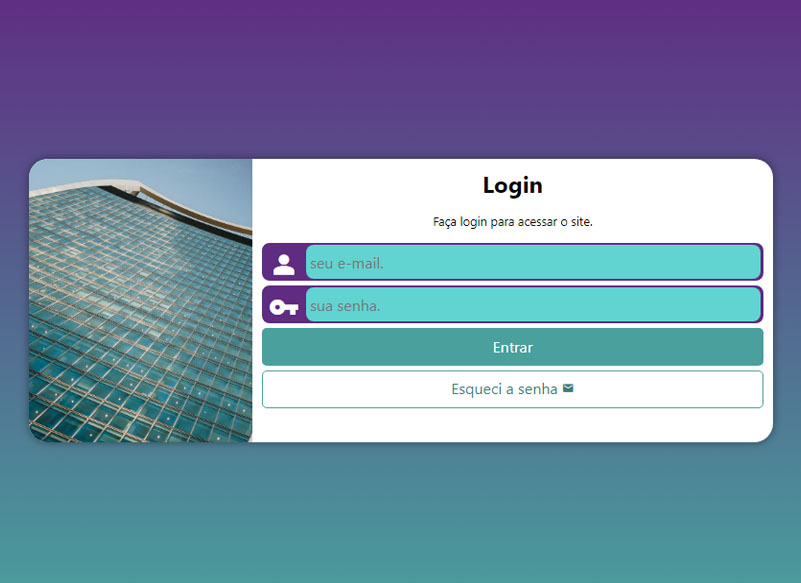 Login
Faça login para acessar o site.
seu e-mail.
sua senha.
Entrar
Esqueci a senha